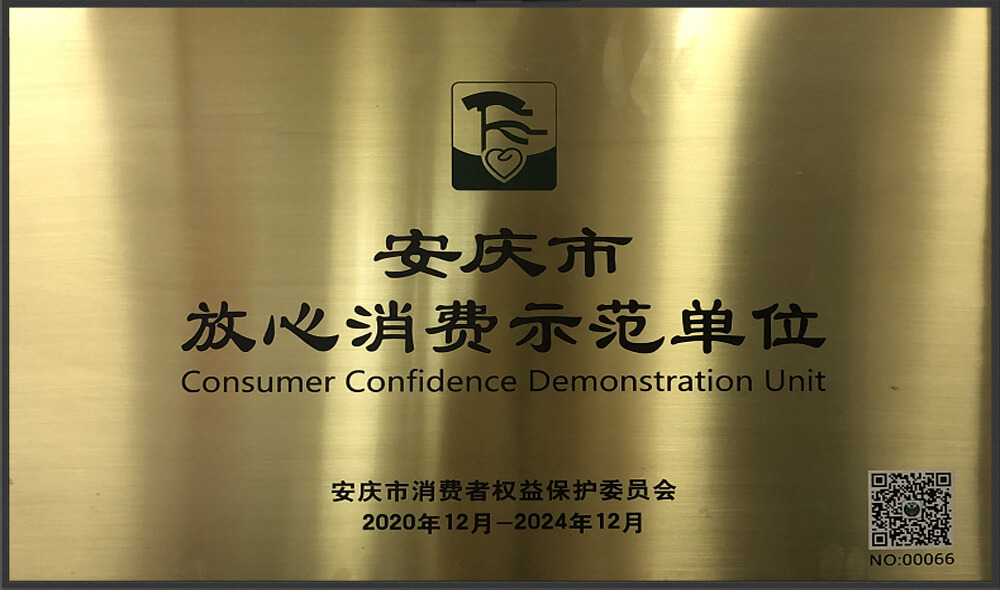 安庆市
放心消费示范单位
Consumer Confidence Demonstration Unit
安庆市消费者权益保护委员会
2020年12月-2024年12月
NO:00066